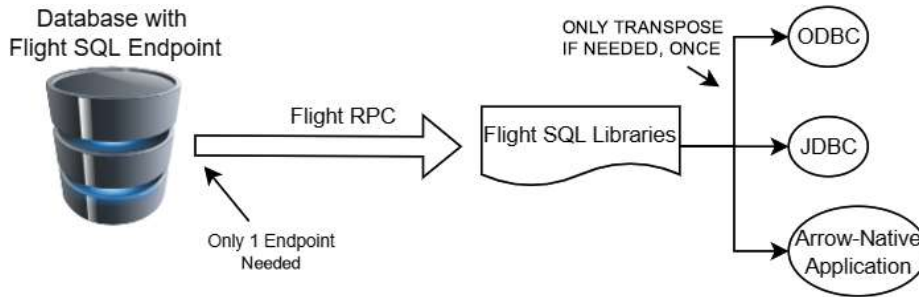 Database with
Flight SQL Endpoint
Flight RPC
Only 1 Endpoint
Needed
Flight SQL Libraries
ONLY TRANSPOSE
IF NEEDED, ONCE
ODBC
JDBC
Arrow-Native
Application